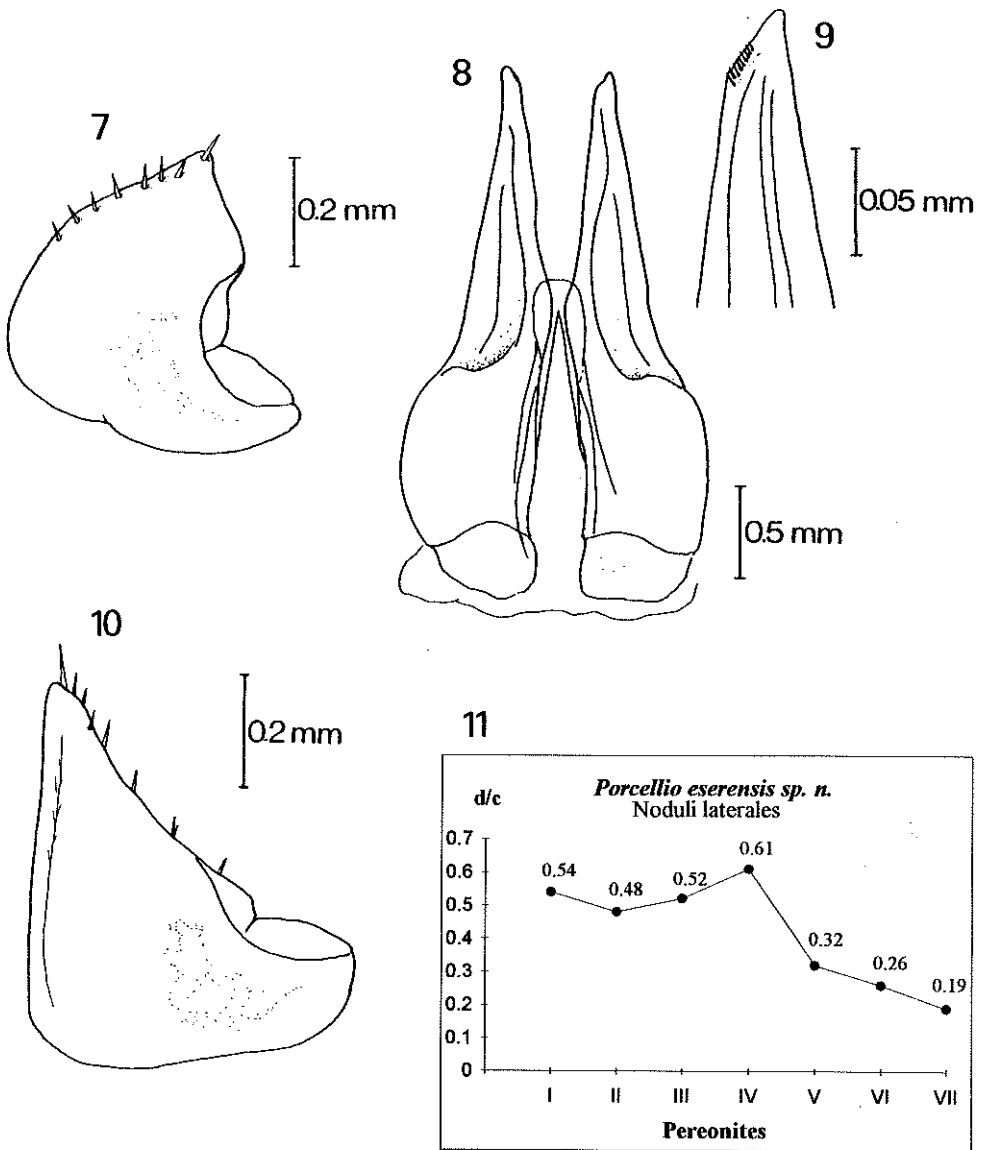 7
0.2 mm
8
0.5 mm
9
0.05 mm
10
0.2 mm
11
Porcellio eserensis sp. n.
Noduli laterales
d/c
0.7
0.6
0.5
0.4
0.3
0.2
0.1
0
0.54
0.48
0.52
0.61
0.32
0.26
0.19
I II III IV V VI VII
Pereonites